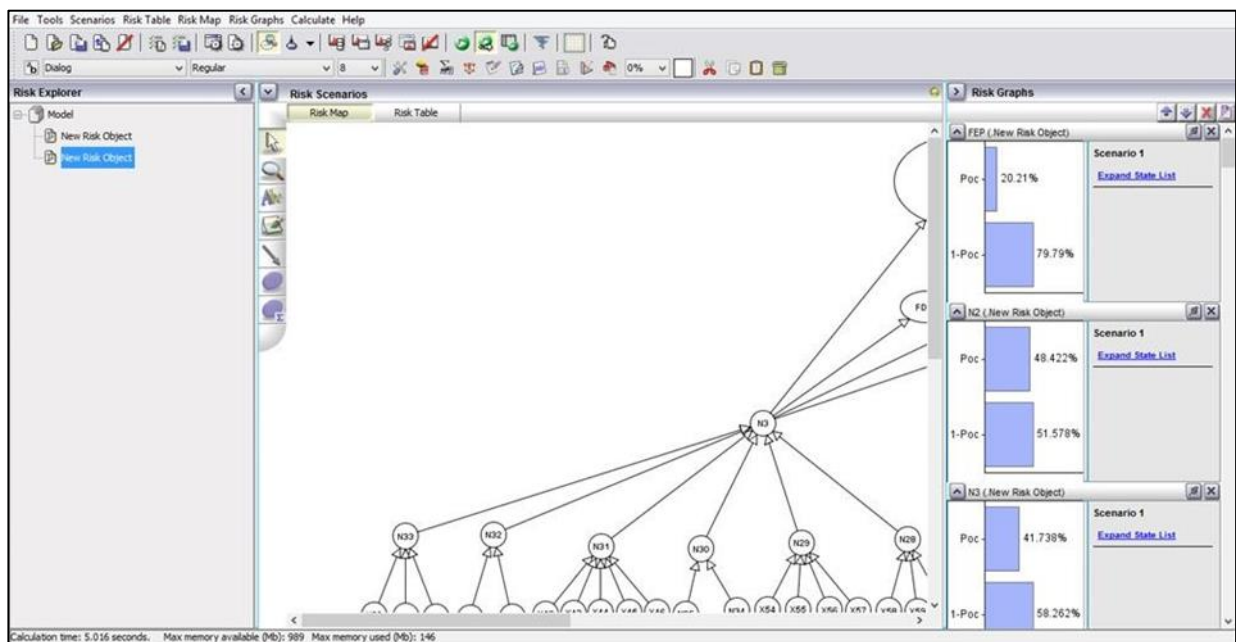 File Tools Scenarios Risk Table Risk Map Risk Graphs Calculate Help
Dialog Regular 8 0%
Risk Explorer
Model
New Risk Object
New Risk Object
Risk Scenarios
Risk Map Risk Table
FD
N3
N33 N32 N31 N30 N29 N28
X54 X55 X56 X57 X58
Risk Graphs
FEP (.New Risk Object)
Scenario 1
Expand State List
Poc 20.21%
1-Poc 79.79%
N2 (.New Risk Object)
Scenario 1
Expand State List
Poc 48.422%
1-Poc 51.578%
N3 (.New Risk Object)
Scenario 1
Expand State List
Poc 41.738%
1-Poc 58.262%
Calculation time: 5.016 seconds. Max memory available (Mb): 989 Max memory used (Mb): 146